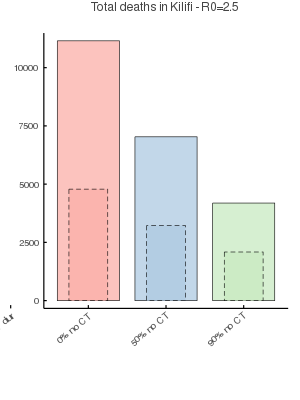 Total deaths in Kilifi - R0=2.5
10000
7500
5000
2500
0
dur
0% no CT
50% no CT
90% no CT